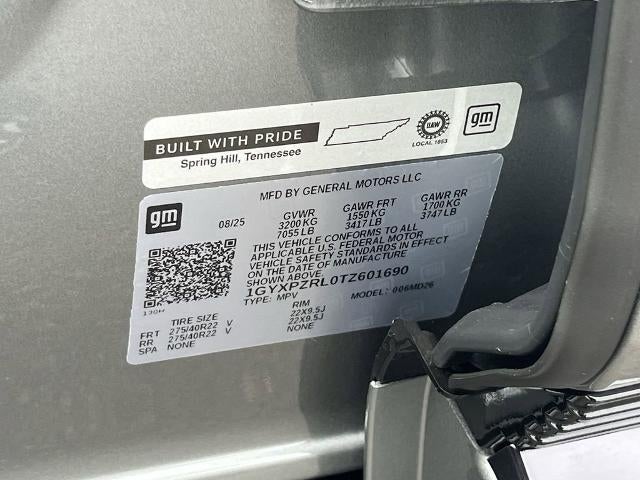 BUILT WITH PRIDE
Spring Hill, Tennessee
UAW
LOCAL 1853
gm
MFD BY GENERAL MOTORS LLC
gm
08/25
GVWR GAWR FRT GAWR RR
3200 KG 1550 KG 1700 KG
7055 LB 3417 LB 3747 LB
THIS VEHICLE CONFORMS TO ALL
APPLICABLE U.S. FEDERAL MOTOR
VEHICLE SAFETY STANDARDS IN EFFECT
ON THE DATE OF MANUFACTURE
1GYXPZRL0TZ601690
TYPE: MPV MODEL: 006MD26
TIRE SIZE RIM
FRT 275/40R22 V 22X9.5J
RR 275/40R22 V 22X9.5J
SPA NONE NONE